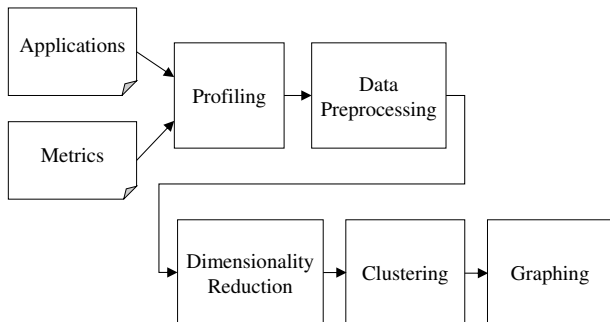 Applications
Metrics
Profiling
Data
Preprocessing
Dimensionality
Reduction
Clustering
Graphing